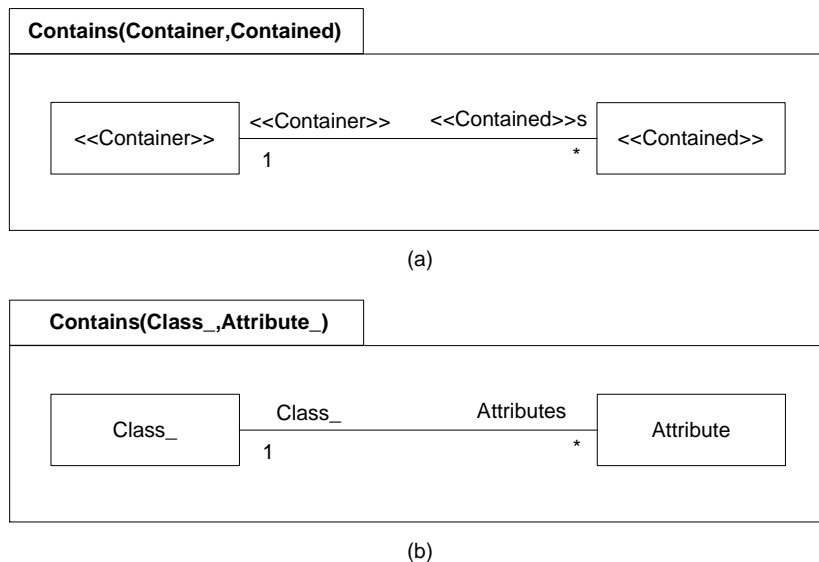 Contains(Container,Contained)
<<Container>> <<Contained>>s
<<Container>> <<Contained>>
1 *
(a)
Contains(Class_,Attribute_)
Class_ Attributes
Class_ Attribute
1 *
(b)